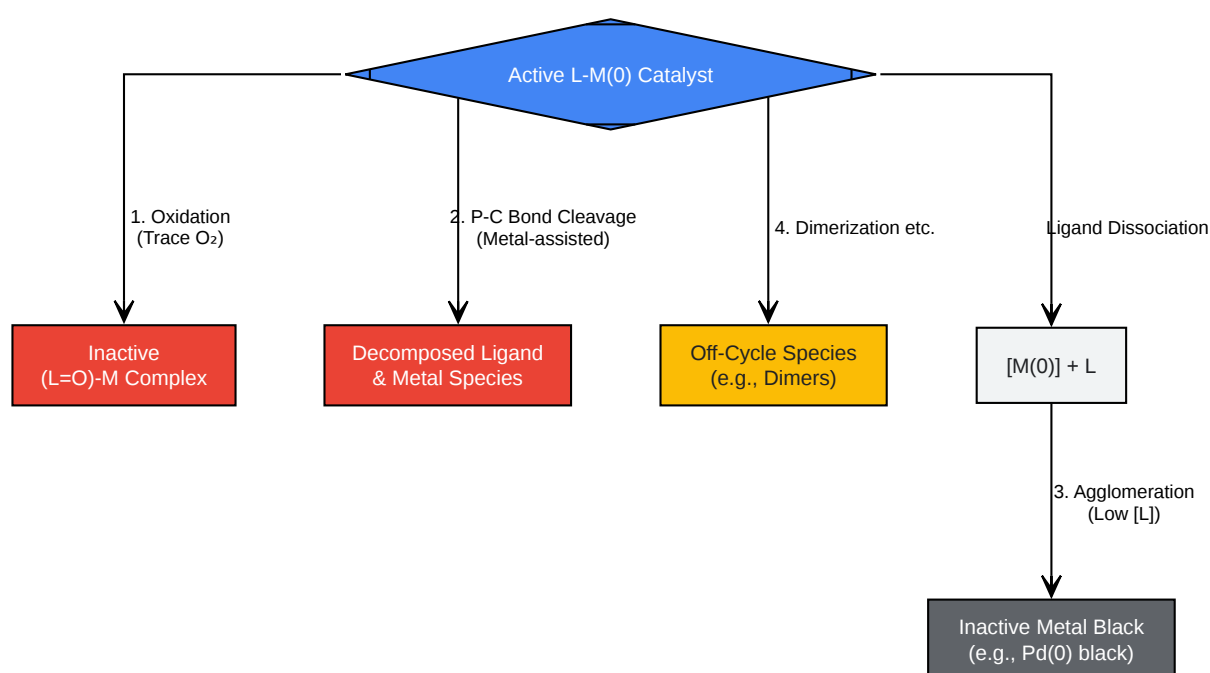 Active L-M(0) Catalyst
1. Oxidation
(Trace O₂)
2. P-C Bond Cleavage
(Metal-assisted)
4. Dimerization etc.
Ligand Dissociation
Inactive
(L=O)-M Complex
Decomposed Ligand
& Metal Species
Off-Cycle Species
(e.g., Dimers)
[M(0)] + L
3. Agglomeration
(Low [L])
Inactive Metal Black
(e.g., Pd(0) black)